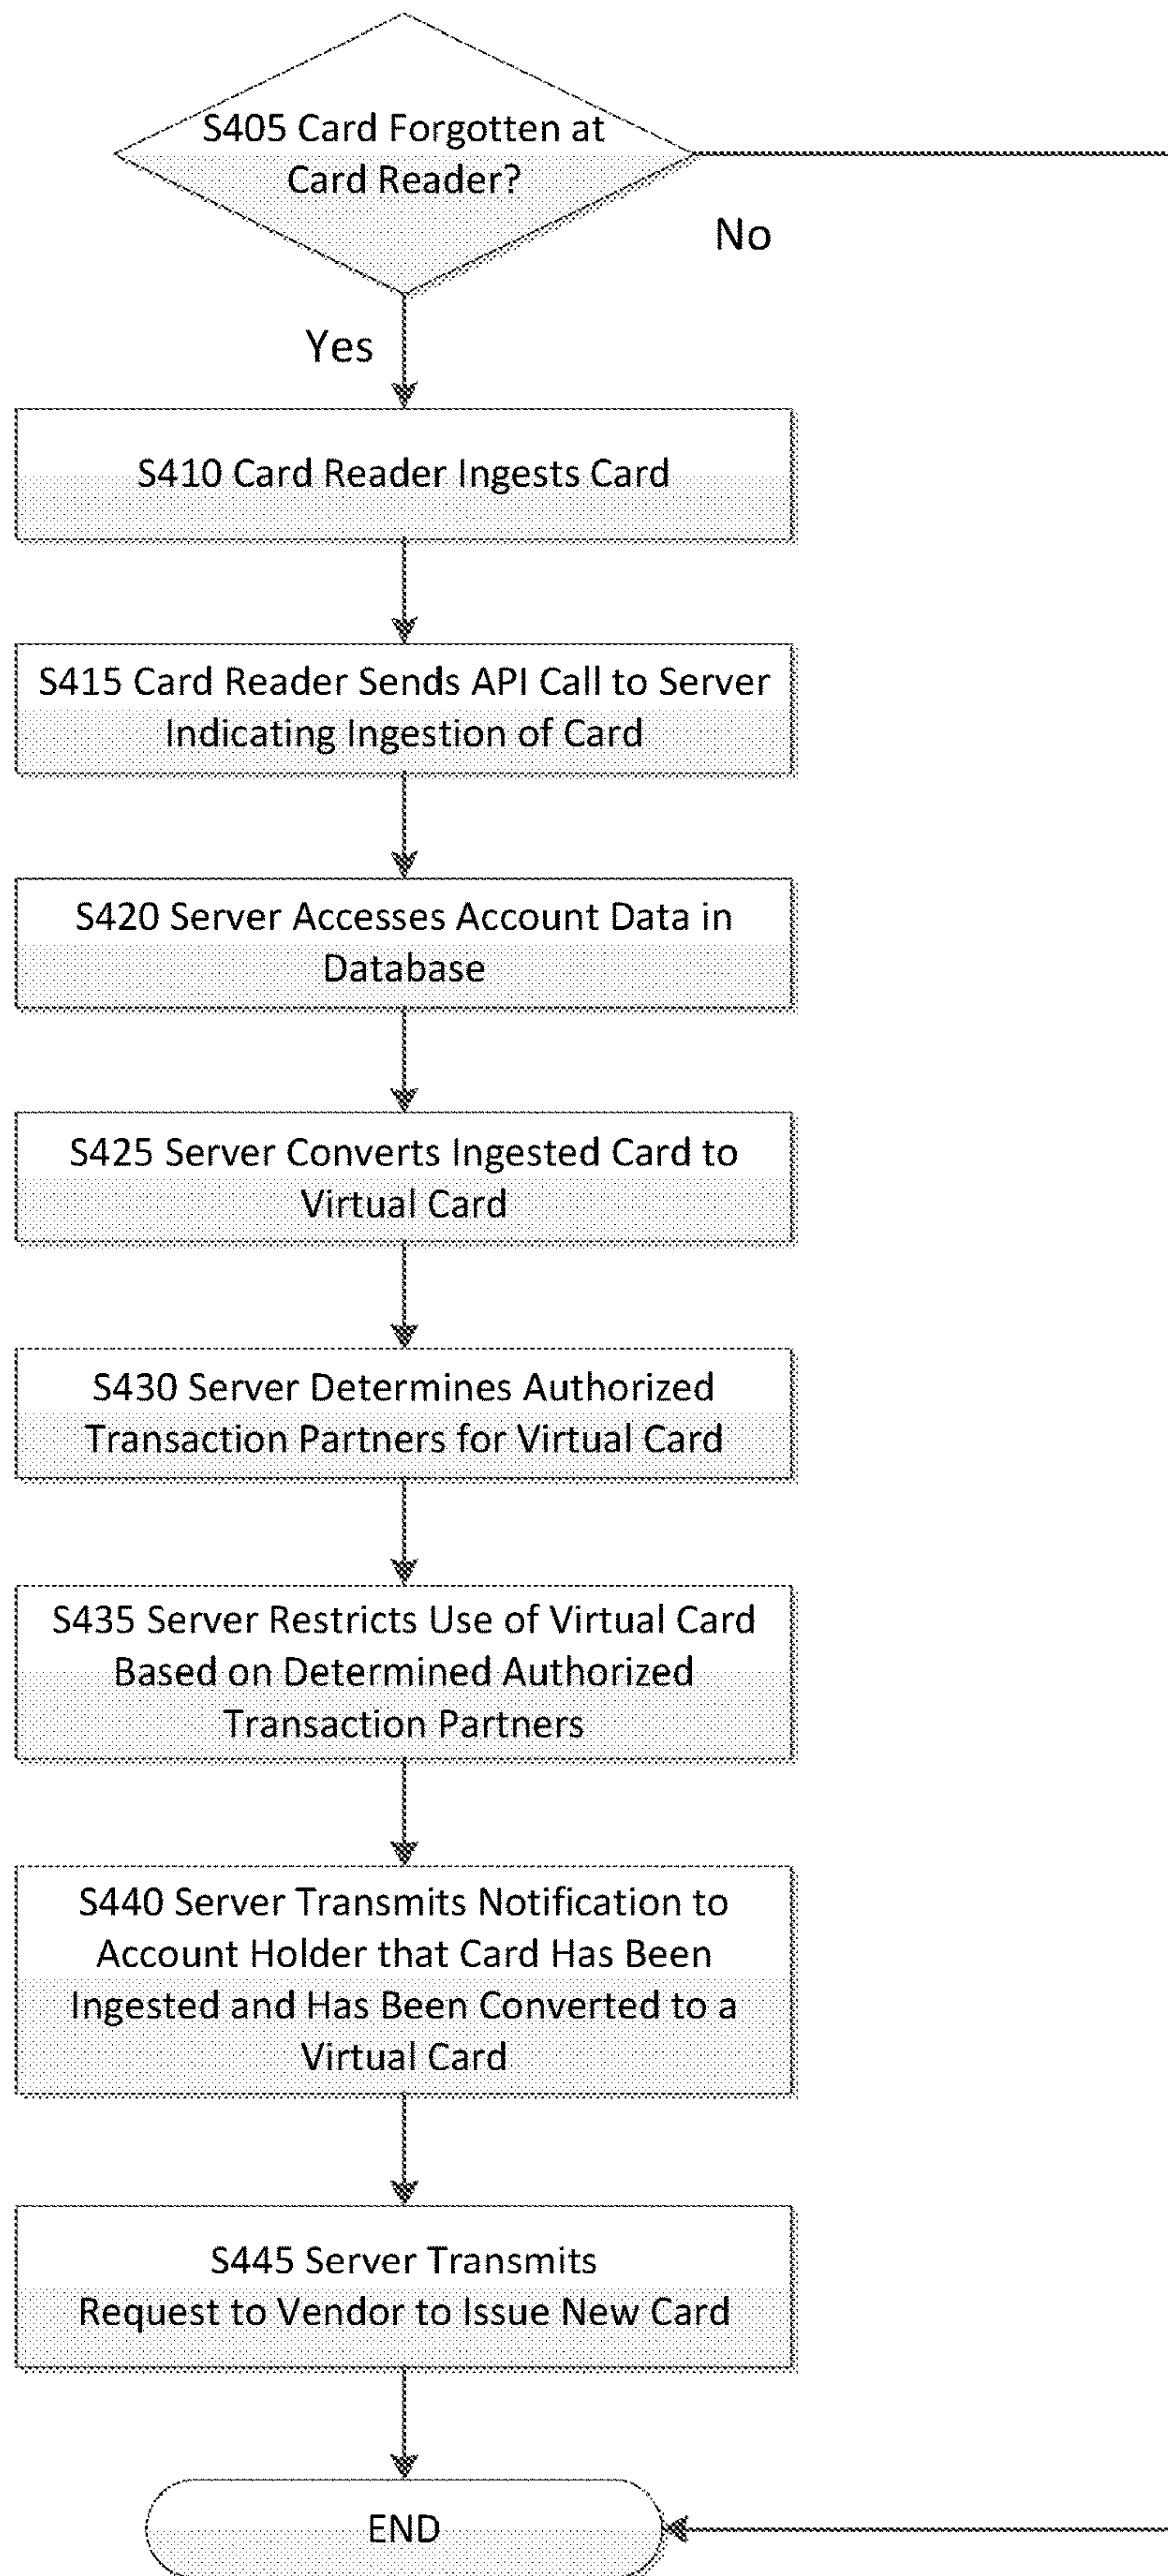 S405 Card Forgotten at
Card Reader?
No
Yes
S410 Card Reader Ingests Card
S415 Card Reader Sends API Call to Server
Indicating Ingestion of Card
S420 Server Accesses Account Data in
Database
S425 Server Converts Ingested Card to
Virtual Card
S430 Server Determines Authorized
Transaction Partners for Virtual Card
S435 Server Restricts Use of Virtual Card
Based on Determined Authorized
Transaction Partners
S440 Server Transmits Notification to
Account Holder that Card Has Been
Ingested and Has Been Converted to a
Virtual Card
S445 Server Transmits
Request to Vendor to Issue New Card
END